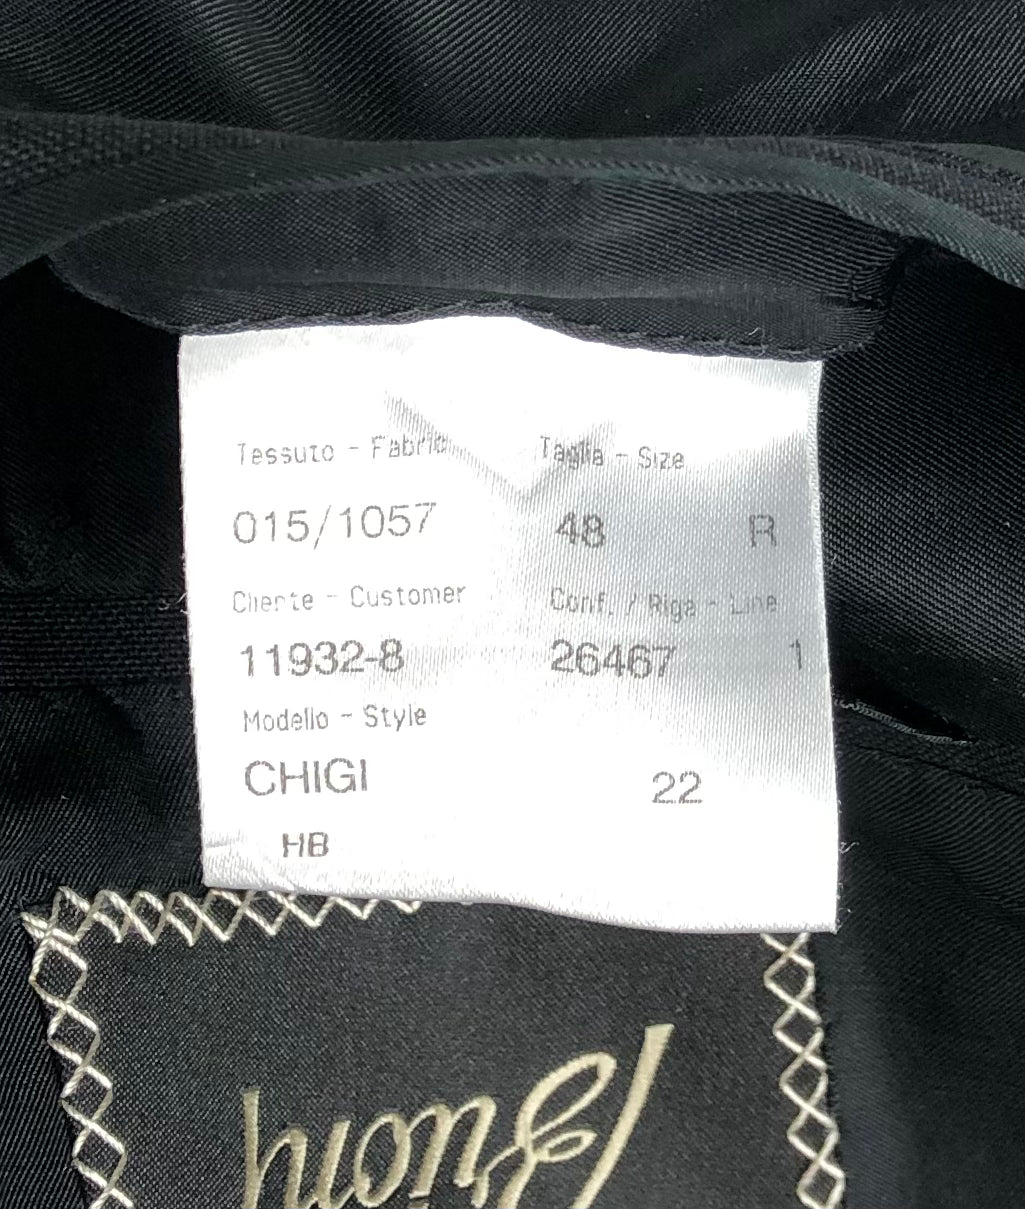 Tessuto - Fabric Taglia - Size
015/1057 48 R
Cliente - Customer Conf. / Riga - Line
11932-8 26467 1
Modello - Style
CHIGI 22
HB
Brioni